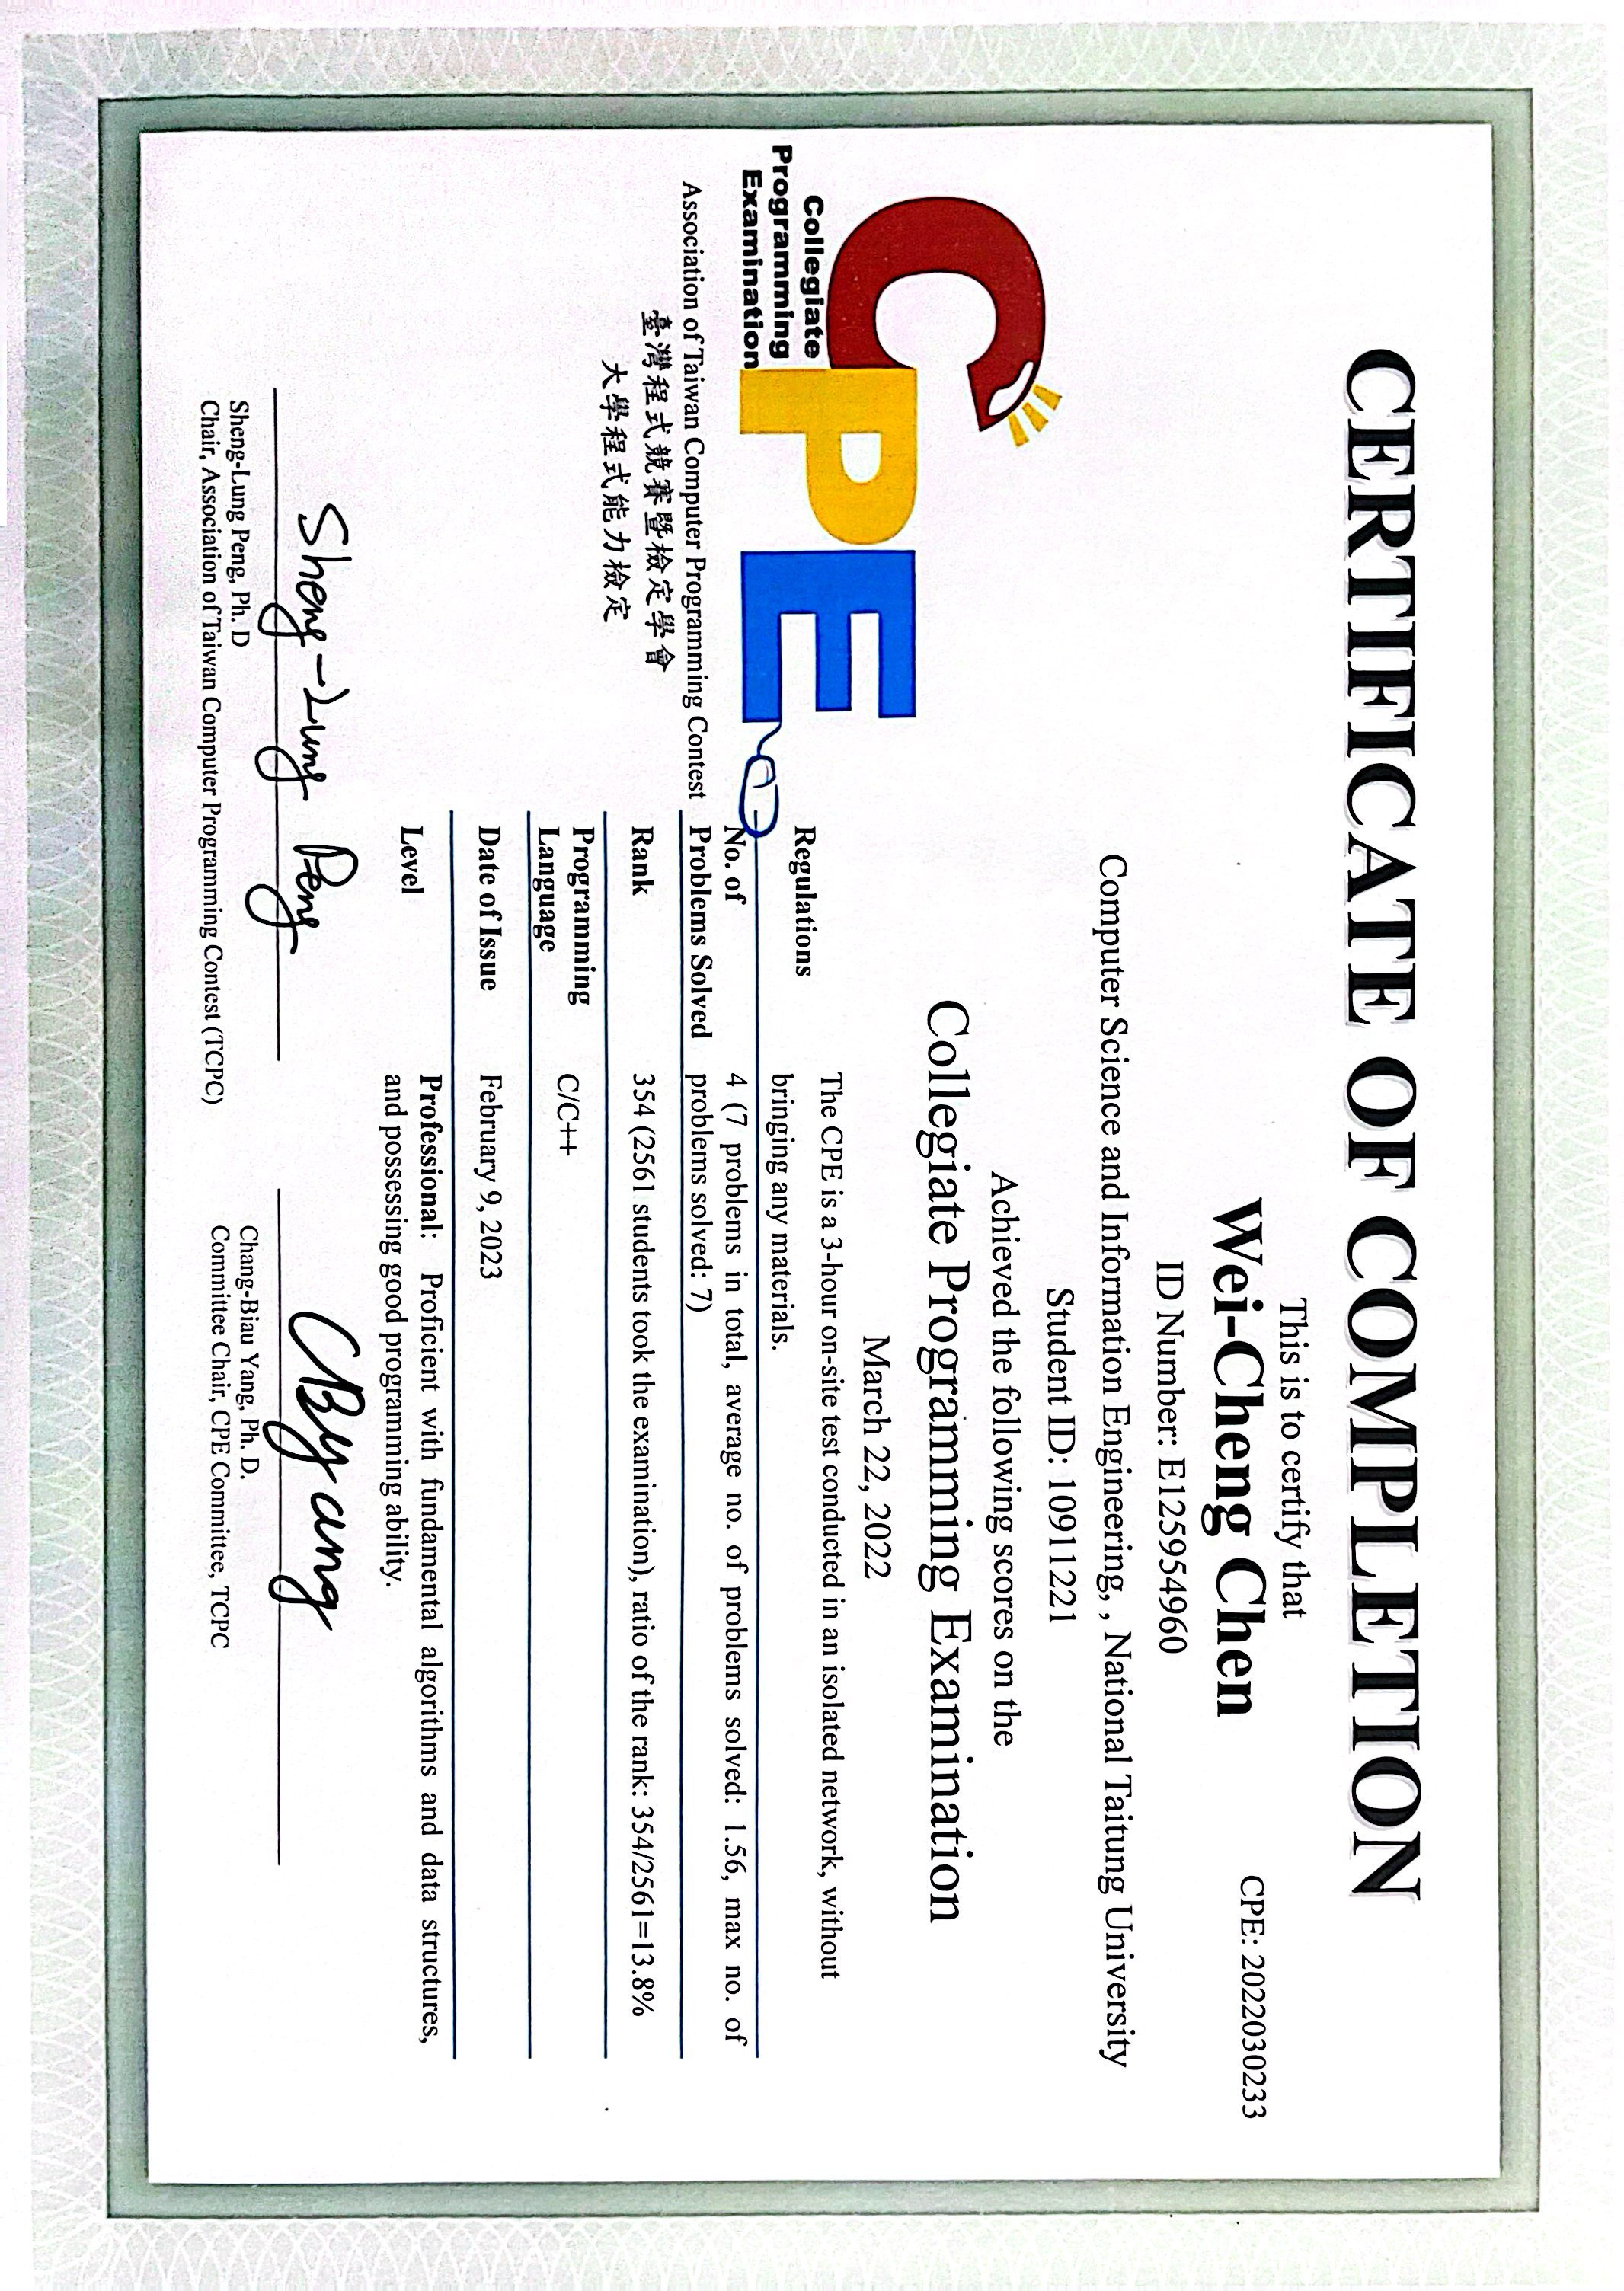 CERTIFICATE OF COMPLETION
This is to certify that
Wei-Cheng Chen
CPE: 2022030233
ID Number: E125954960
Computer Science and Information Engineering, , National Taitung University
Student ID: 10911221
Achieved the following scores on the
Collegiate Programming Examination
March 22, 2022
CPE
Collegiate
Programming
Examination
Association of Taiwan Computer Programming Contest
臺灣程式競賽暨檢定學會
大學程式能力檢定
Regulations
The CPE is a 3-hour on-site test conducted in an isolated network, without
bringing any materials.
No. of
Problems Solved
4 (7 problems in total, average no. of problems solved: 1.56, max no. of
problems solved: 7)
Rank
354 (2561 students took the examination), ratio of the rank: 354/2561=13.8%
Programming
Language
C/C++
Date of Issue
February 9, 2023
Level
Professional: Proficient with fundamental algorithms and data structures,
and possessing good programming ability.
Sheng-Lung Peng
Sheng-Lung Peng, Ph. D
Chair, Association of Taiwan Computer Programming Contest (TCPC)
CByang
Chang-Biau Yang, Ph. D.
Committee Chair, CPE Committee, TCPC